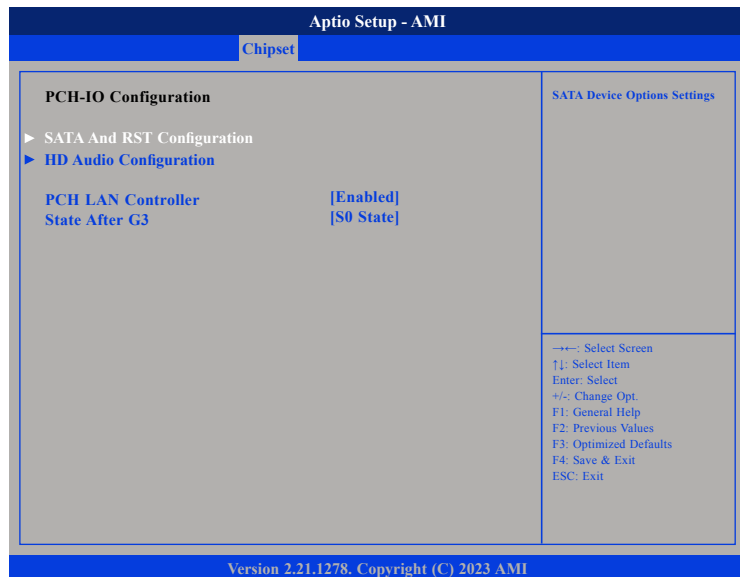 Aptio Setup - AMI
Chipset
PCH-IO Configuration
► SATA And RST Configuration
► HD Audio Configuration
PCH LAN Controller [Enabled]
State After G3 [S0 State]
SATA Device Options Settings
→←: Select Screen
↑↓: Select Item
Enter: Select
+/-: Change Opt.
F1: General Help
F2: Previous Values
F3: Optimized Defaults
F4: Save & Exit
ESC: Exit
Version 2.21.1278. Copyright (C) 2023 AMI